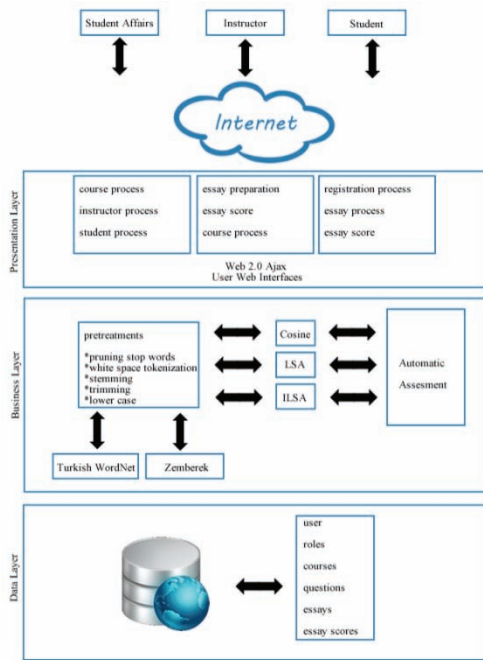 Student Affairs
Instructor
Student
Internet
Presentation Layer
course process
instructor process
student process
essay preparation
essay score
course process
registration process
essay process
essay score
Web 2.0 Ajax
User Web Interfaces
Business Layer
pretreatments
*pruning stop words
*white space tokenization
*stemming
*trimming
*lower case
Cosine
LSA
ILSA
Automatic
Assesment
Turkish WordNet
Zemberek
Data Layer
user
roles
courses
questions
essays
essay scores